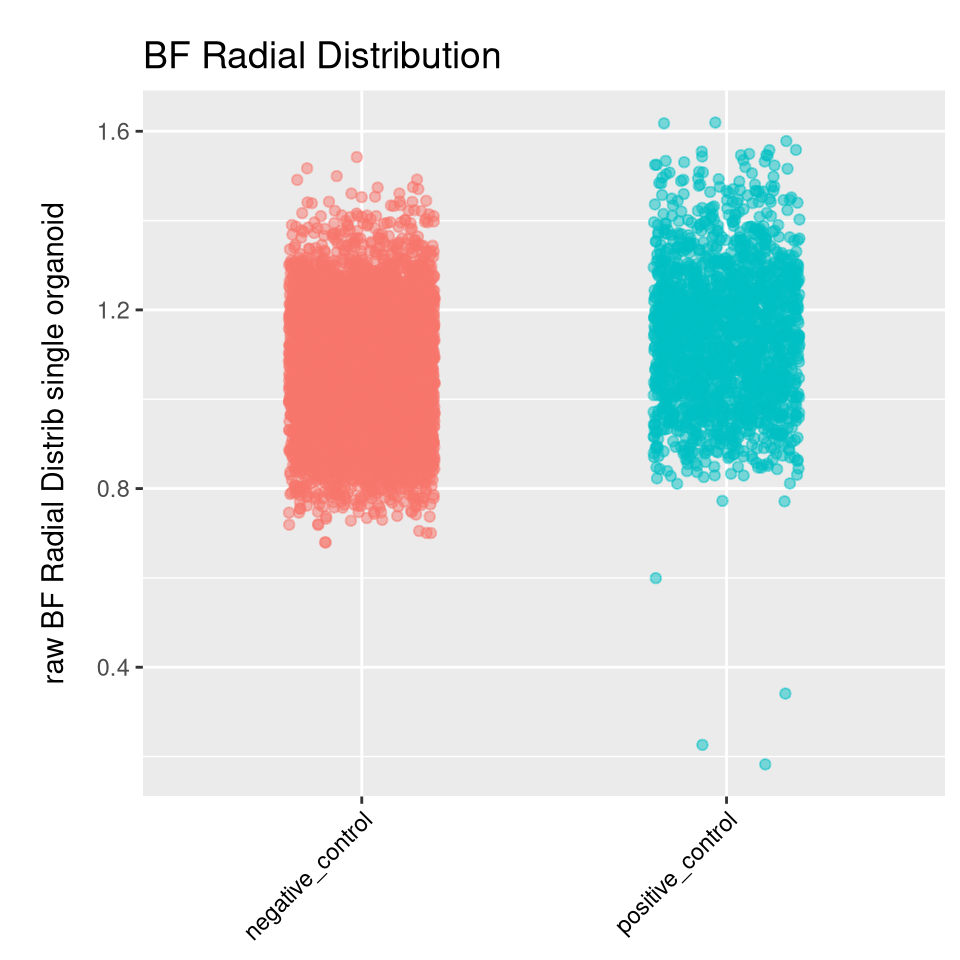 BF Radial Distribution
raw BF Radial Distrib single organoid
1.6
1.2
0.8
0.4
negative_control
positive_control